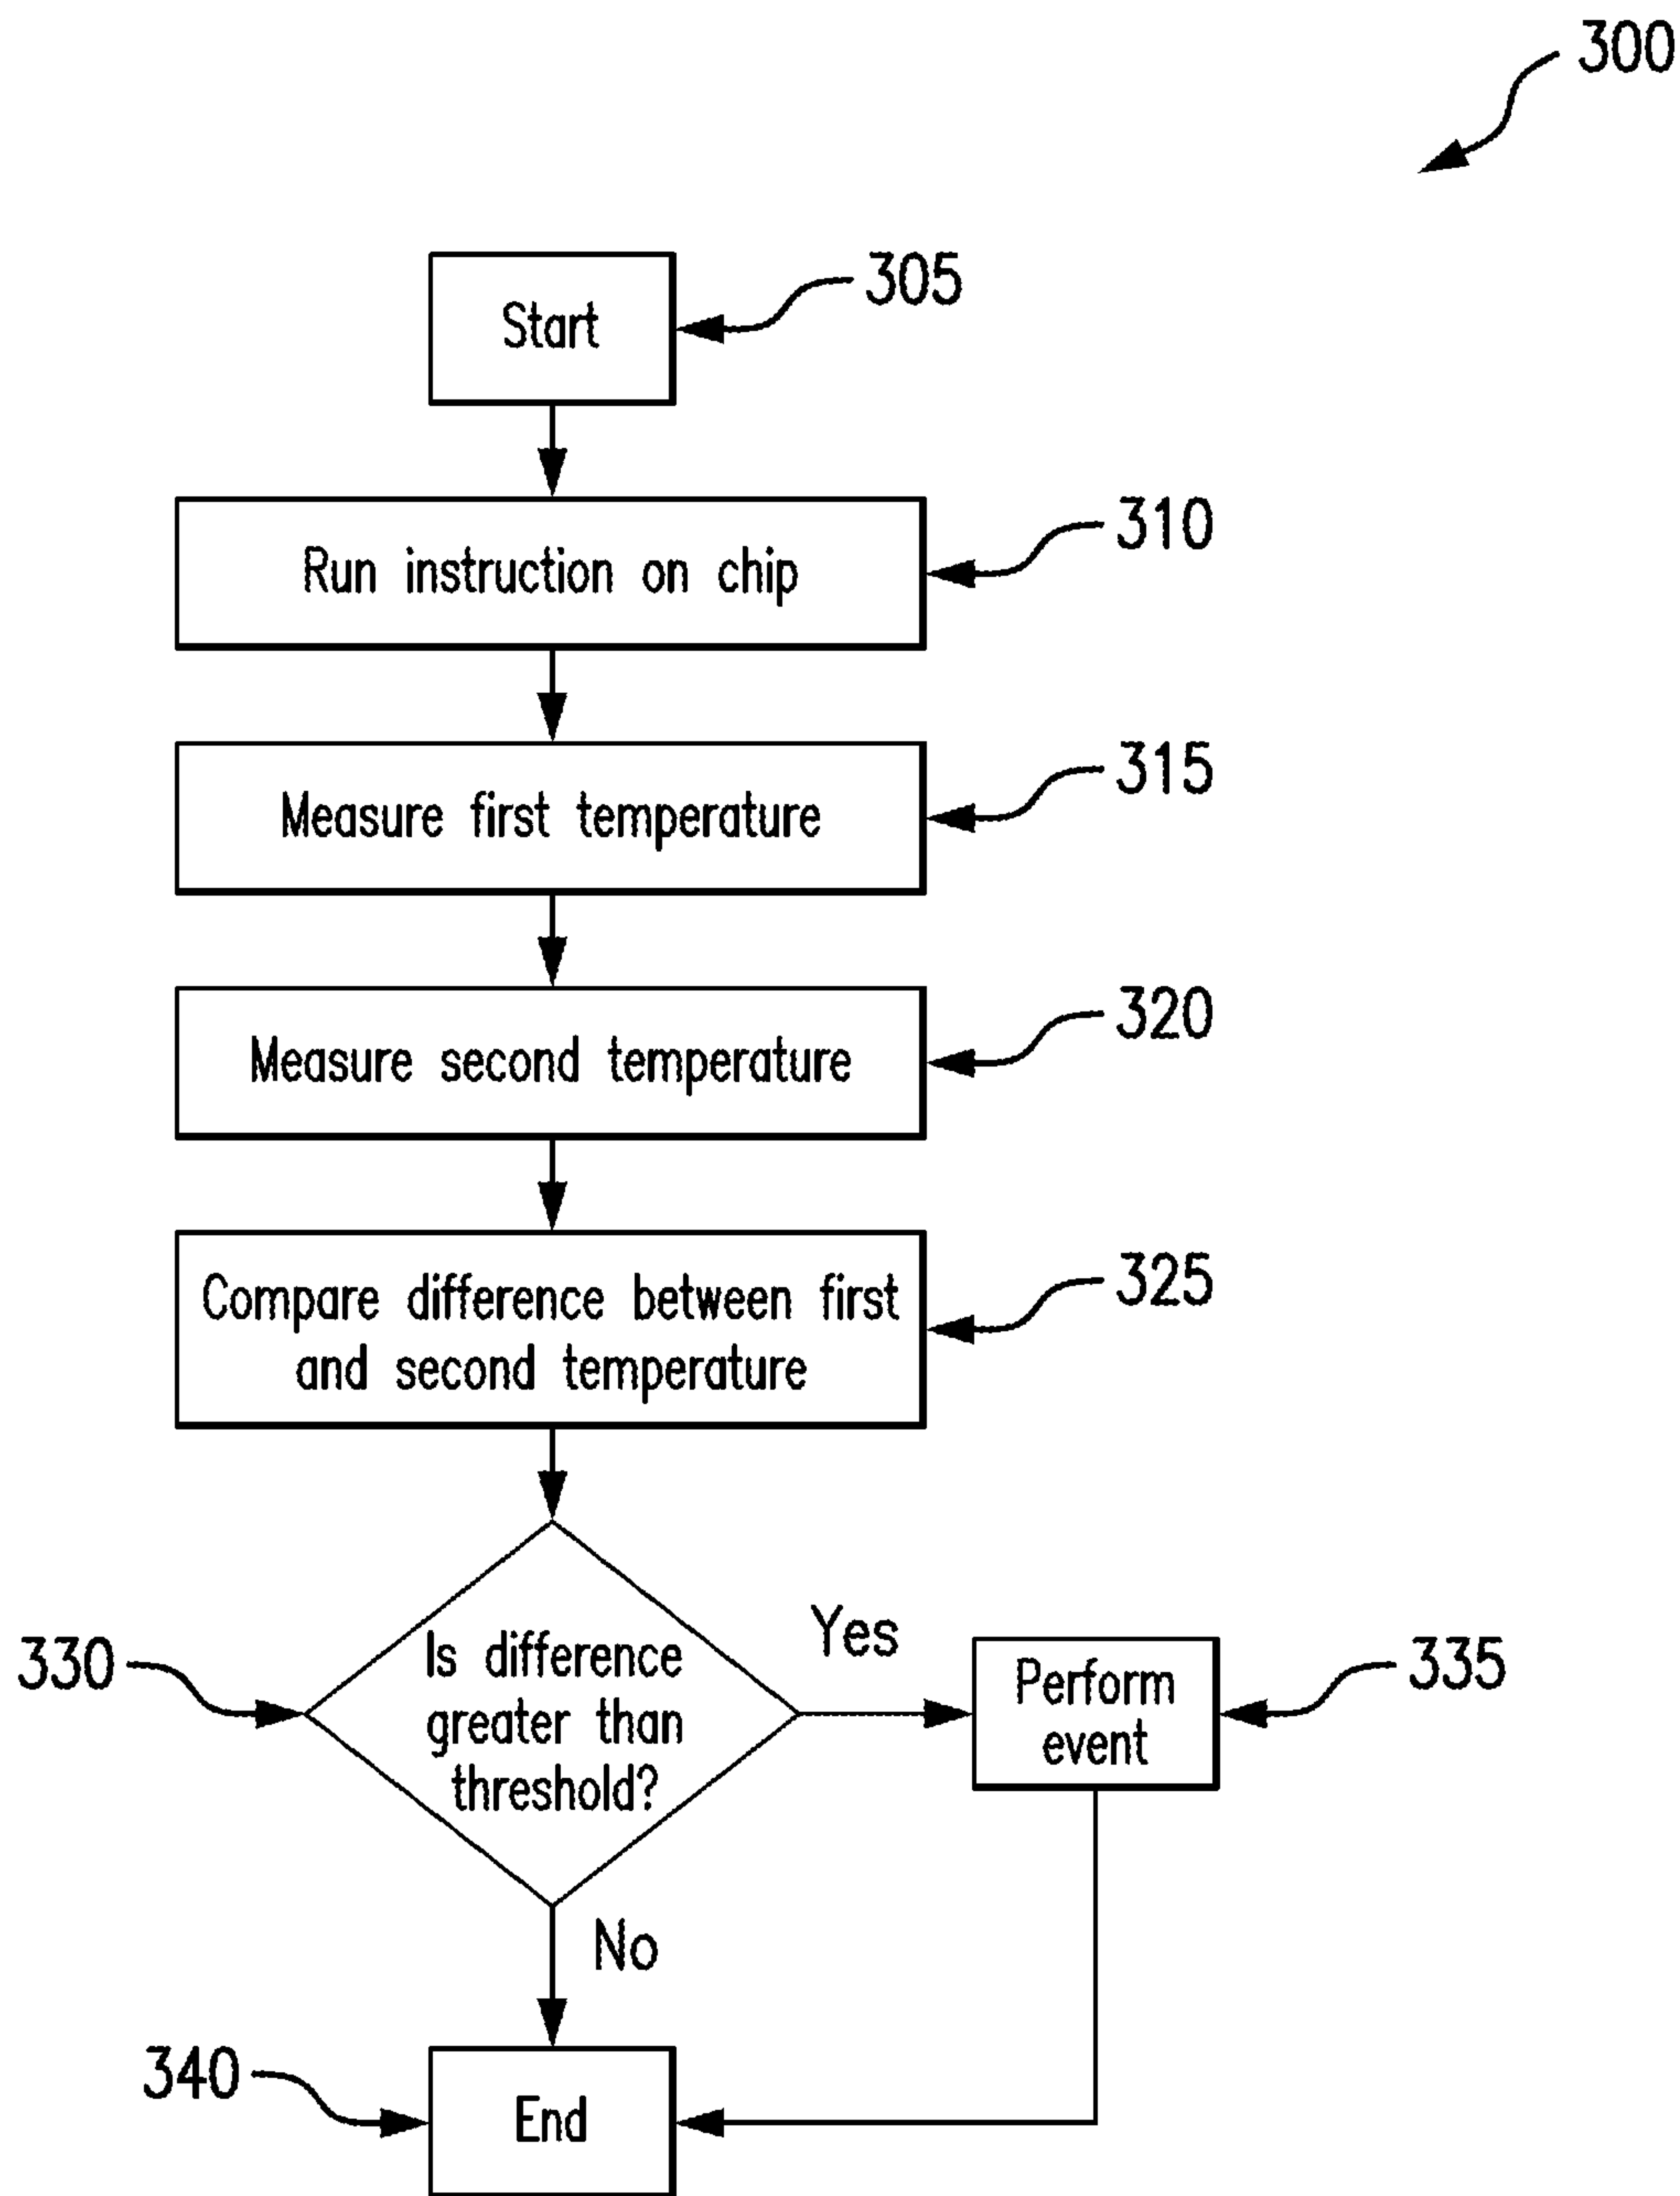 300
Start
305
Run instruction on chip
310
Measure first temperature
315
Measure second temperature
320
Compare difference between first
and second temperature
325
330
Is difference
greater than
threshold?
Yes
Perform
event
335
No
340
End